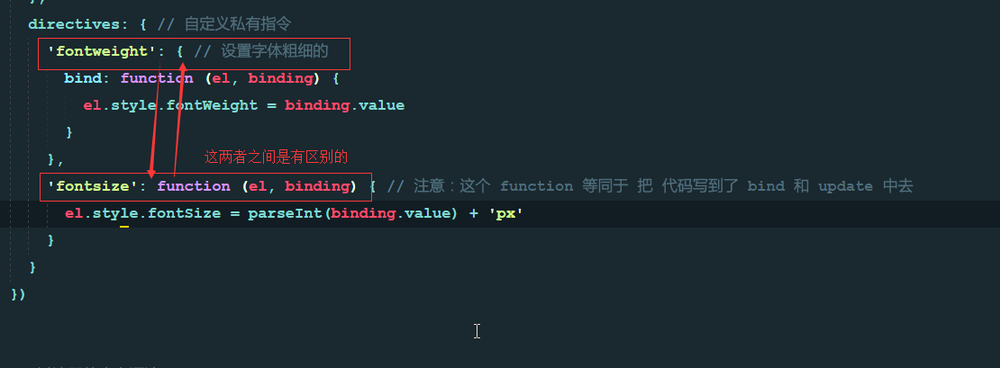 directives: { // 自定义私有指令
'fontweight': { // 设置字体粗细的
bind: function (el, binding) {
el.style.fontWeight = binding.value
}
},
这两者之间是有区别的
'fontsize': function (el, binding) { // 注意：这个 function 等同于 把 代码写到了 bind 和 update 中去
el.style.fontSize = parseInt(binding.value) + 'px'
}
}
})